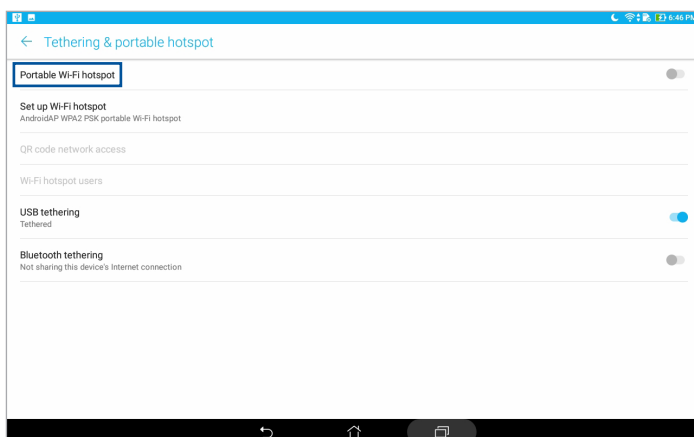 6:46 PM
Tethering & portable hotspot
Portable Wi-Fi hotspot
Set up Wi-Fi hotspot
AndroidAP WPA2 PSK portable Wi-Fi hotspot
QR code network access
Wi-Fi hotspot users
USB tethering
Tethered
Bluetooth tethering
Not sharing this device's Internet connection